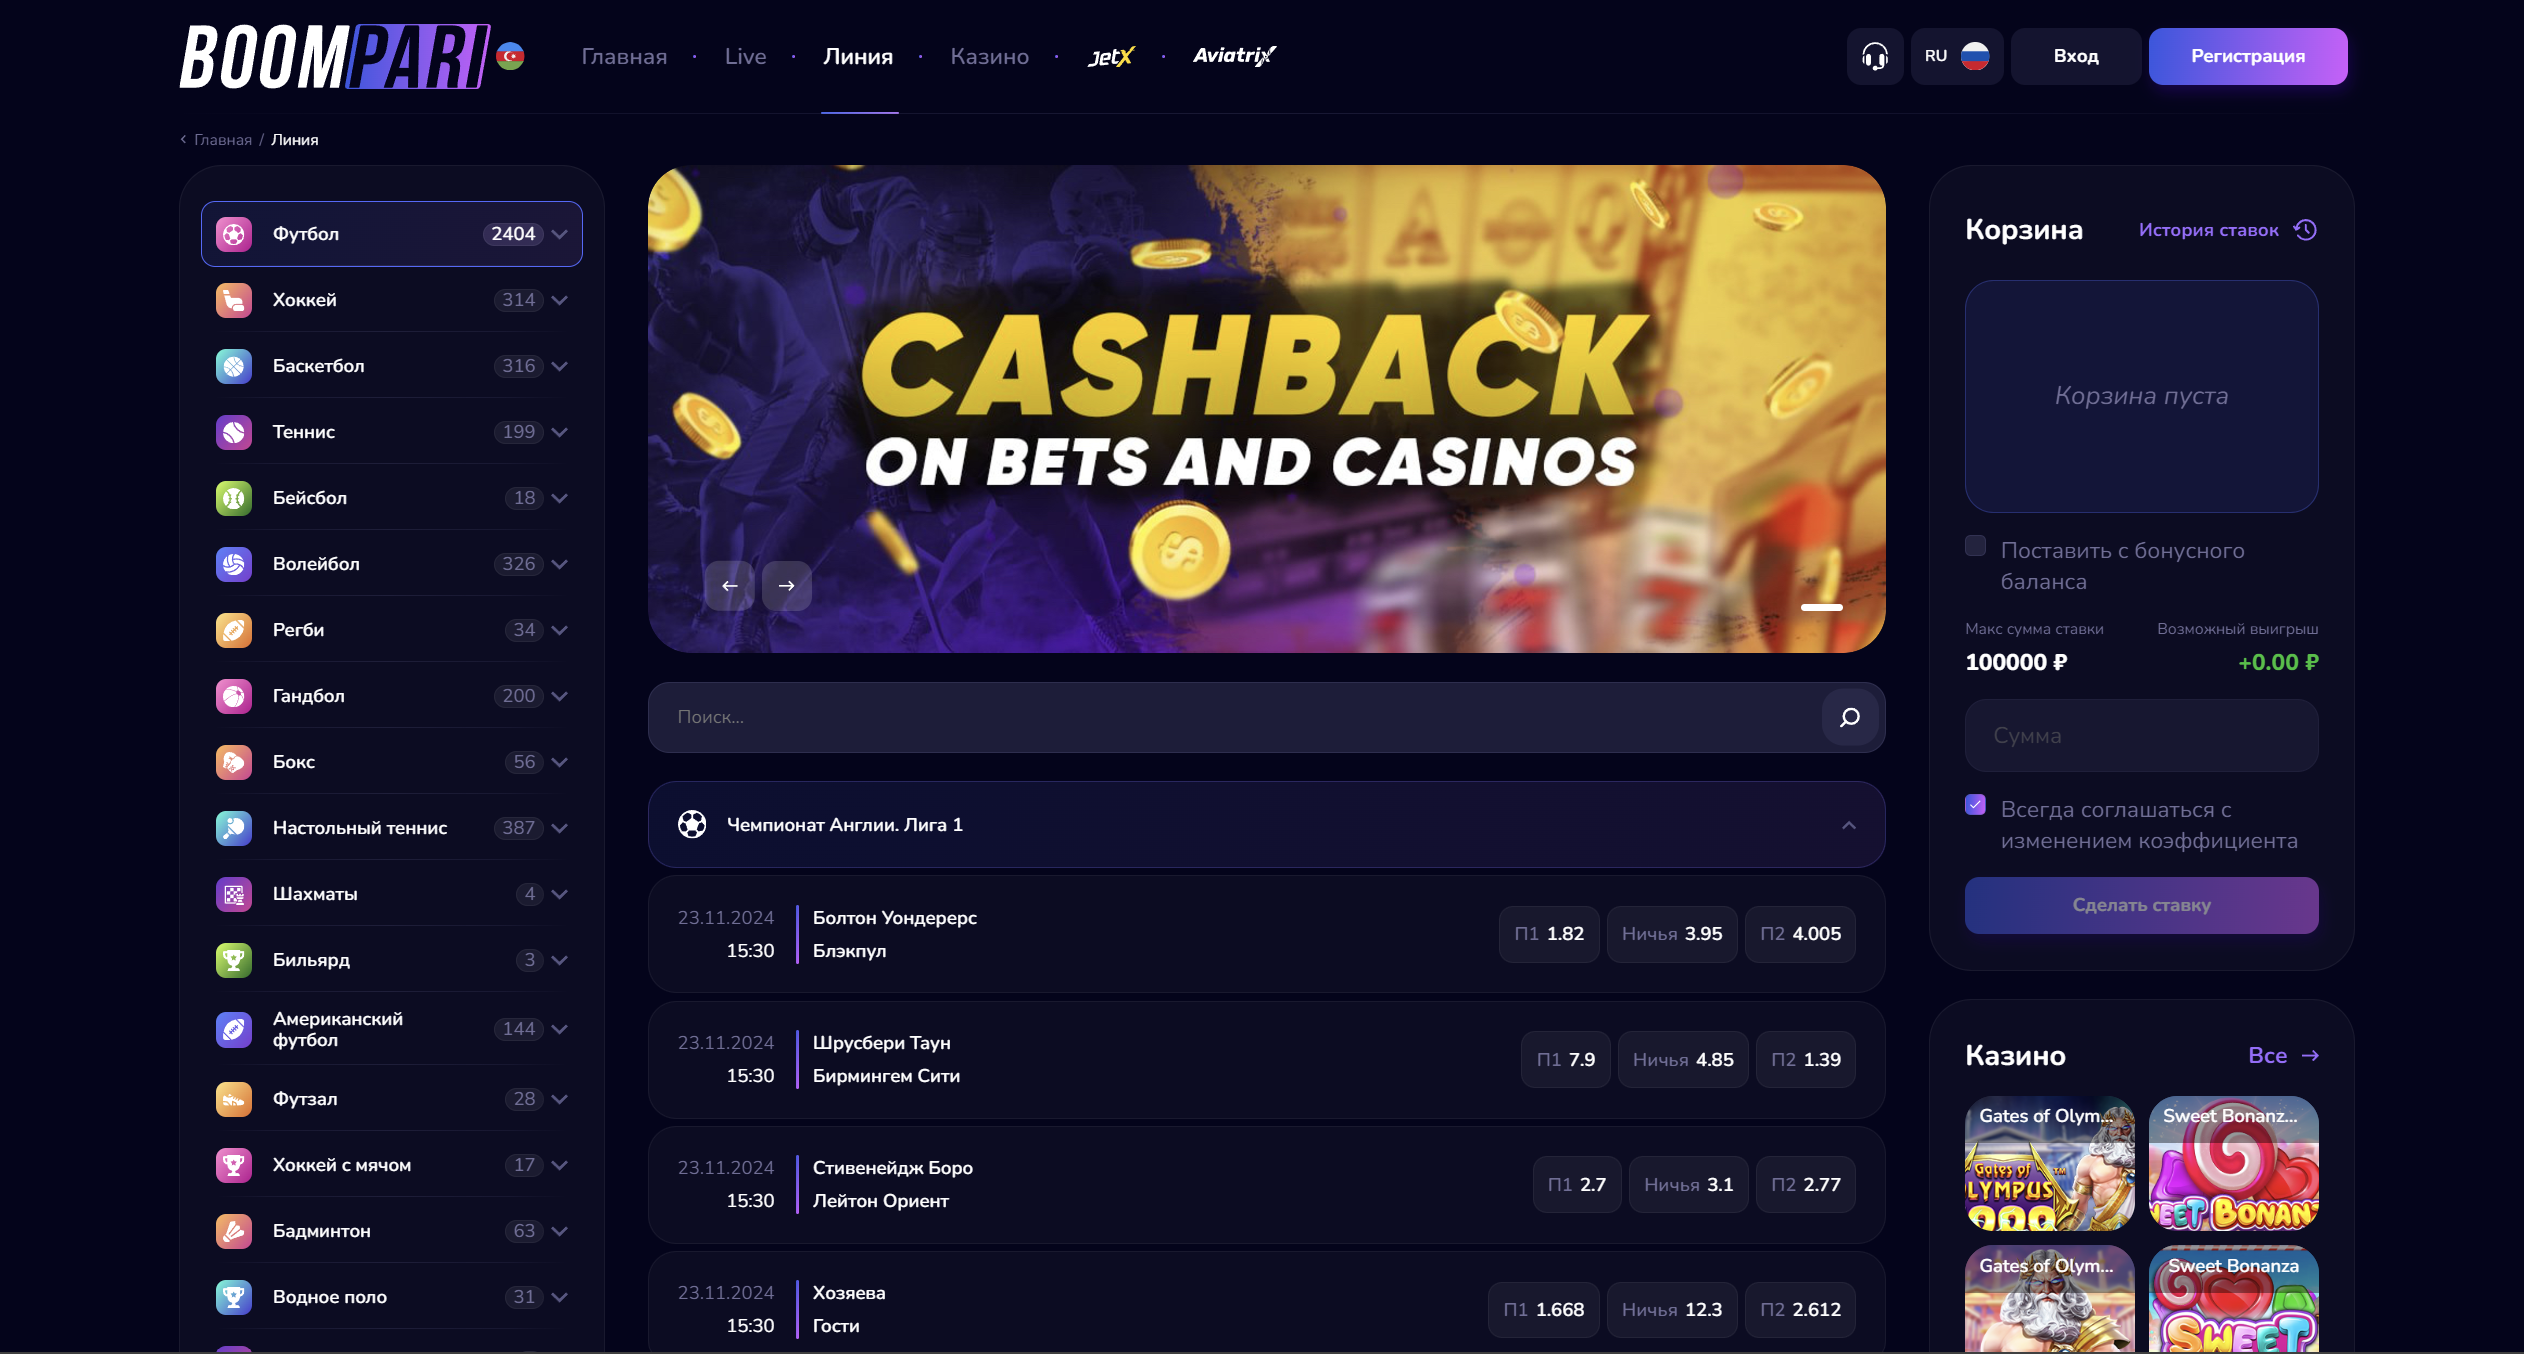 BOOMPARI
Главная · Live · Линия · Казино · JetX · Aviatrix
RU
Вход
Регистрация
Главная / Линия
Футбол 2404
Хоккей 314
Баскетбол 316
Теннис 199
Бейсбол 18
Волейбол 326
Регби 34
Гандбол 200
Бокс 56
Настольный теннис 387
Шахматы 4
Бильярд 3
Американский
футбол 144
Футзал 28
Хоккей с мячом 17
Бадминтон 63
Водное поло 31
CASHBACK
ON BETS AND CASINOS
Поиск...
Чемпионат Англии. Лига 1
23.11.2024 Болтон Уондерерс
15:30 Блэкпул
П1 1.82 Ничья 3.95 П2 4.005
23.11.2024 Шрусбери Таун
15:30 Бирмингем Сити
П1 7.9 Ничья 4.85 П2 1.39
23.11.2024 Стивенейдж Боро
15:30 Лейтон Ориент
П1 2.7 Ничья 3.1 П2 2.77
23.11.2024 Хозяева
15:30 Гости
П1 1.668 Ничья 12.3 П2 2.612
Корзина История ставок
Корзина пуста
Поставить с бонусного
баланса
Макс сумма ставки Возможный выигрыш
100000 ₽ +0.00 ₽
Сумма
Всегда соглашаться с
изменением коэффициента
Сделать ставку
Казино Все
Gates of Olym... Sweet Bonanz...
Gates of Olym... Sweet Bonanza
SWEET